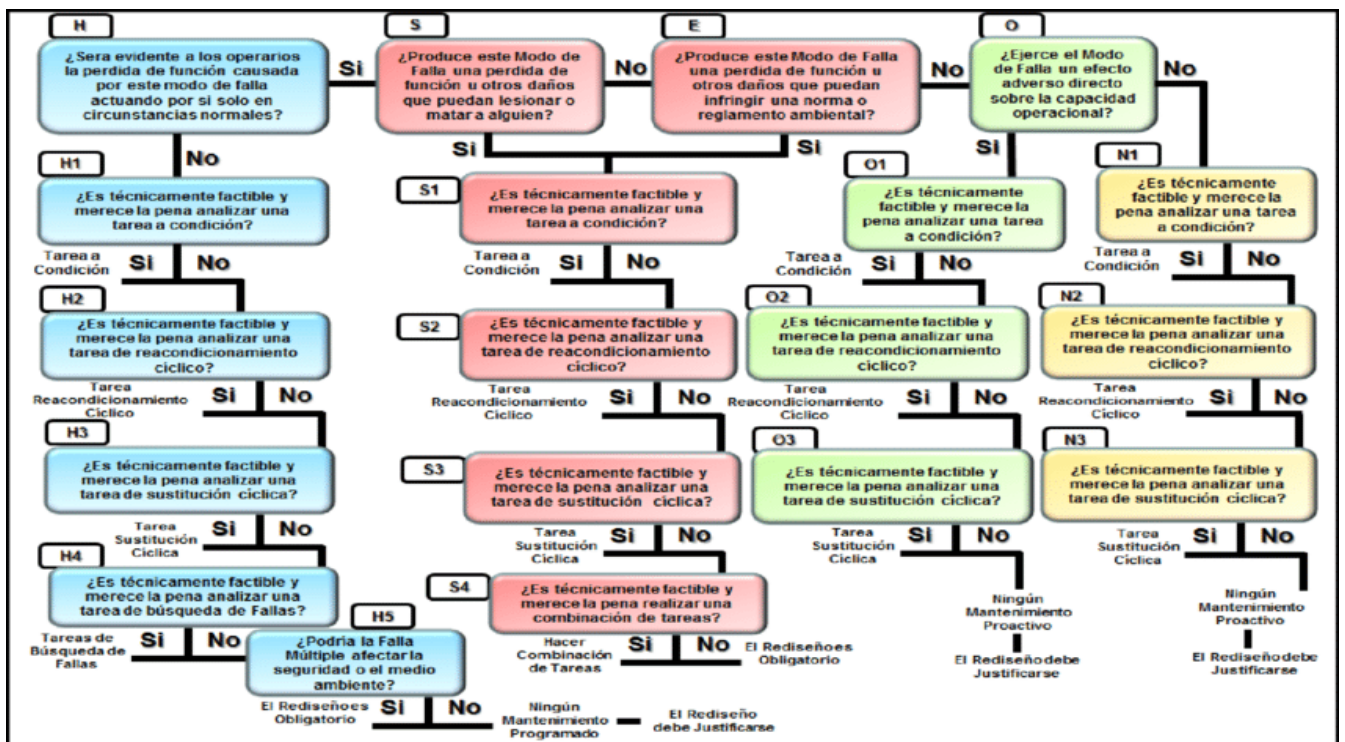 H
S
E
O
¿Sera evidente a los operarios
la perdida de función causada
por este modo de falla
actuando por si solo en
circunstancias normales?
Si
¿Produce este Modo de
Falla una perdida de
función u otros daños
que puedan lesionar o
matar a alguien?
No
¿Produce este Modo de Falla
una perdida de función u
otros daños que puedan
infringir una norma o
reglamento ambiental?
No
¿Ejerce el Modo
de Falla un efecto
adverso directo
sobre la capacidad
operacional?
No
No
Si
Si
Si
H1
¿Es técnicamente factible y
merece la pena analizar una
tarea a condición?
S1
¿Es técnicamente factible y
merece la pena analizar una
tarea a condición?
O1
¿Es técnicamente
factible y merece la
pena analizar una tarea
a condición?
N1
¿Es técnicamente
factible y merece la
pena analizar una tarea
a condición?
Tarea a
Condición
Si
No
Tarea a
Condición
Si
No
Tarea a
Condición
Si
No
Tarea a
Condición
Si
No
H2
¿Es técnicamente factible y
merece la pena analizar una
tarea de reacondicionamiento
cíclico?
S2
¿Es técnicamente factible y
merece la pena analizar una
tarea de reacondicionamiento
cíclico?
O2
¿Es técnicamente factible y
merece la pena analizar una
tarea de reacondicionamiento
cíclico?
N2
¿Es técnicamente factible y
merece la pena analizar una
tarea de reacondicionamiento
cíclico?
Tarea
Reacondicionamiento
Cíclico
Si
No
Tarea
Reacondicionamiento
Cíclico
Si
No
Tarea
Reacondicionamiento
Cíclico
Si
No
Tarea
Reacondicionamiento
Cíclico
Si
No
H3
¿Es técnicamente factible y
merece la pena analizar una
tarea de sustitución cíclica?
S3
¿Es técnicamente factible y
merece la pena analizar una
tarea de sustitución cíclica?
O3
¿Es técnicamente factible y
merece la pena analizar una
tarea de sustitución cíclica?
N3
¿Es técnicamente factible y
merece la pena analizar una
tarea de sustitución cíclica?
Tarea
Sustitución
Cíclica
Si
No
Tarea
Sustitución
Cíclica
Si
No
Tarea
Sustitución
Cíclica
Si
No
Tarea
Sustitución
Cíclica
Si
No
H4
¿Es técnicamente factible y
merece la pena analizar una
tarea de búsqueda de Fallas?
S4
¿Es técnicamente factible y
merece la pena realizar una
combinación de tareas?
Ningún
Mantenimiento
Proactivo
El Rediseño debe
Justificarse
Ningún
Mantenimiento
Proactivo
El Rediseño debe
Justificarse
Tareas de
Búsqueda de
Fallas
Si
No
H5
¿Podría la Falla
Múltiple afectar la
seguridad o el medio
ambiente?
Hacer
Combinación
de Tareas
Si
No
El Rediseño es
Obligatorio
El Rediseño es
Obligatorio
Si
No
Ningún
Mantenimiento
Programado
El Rediseño
debe Justificarse